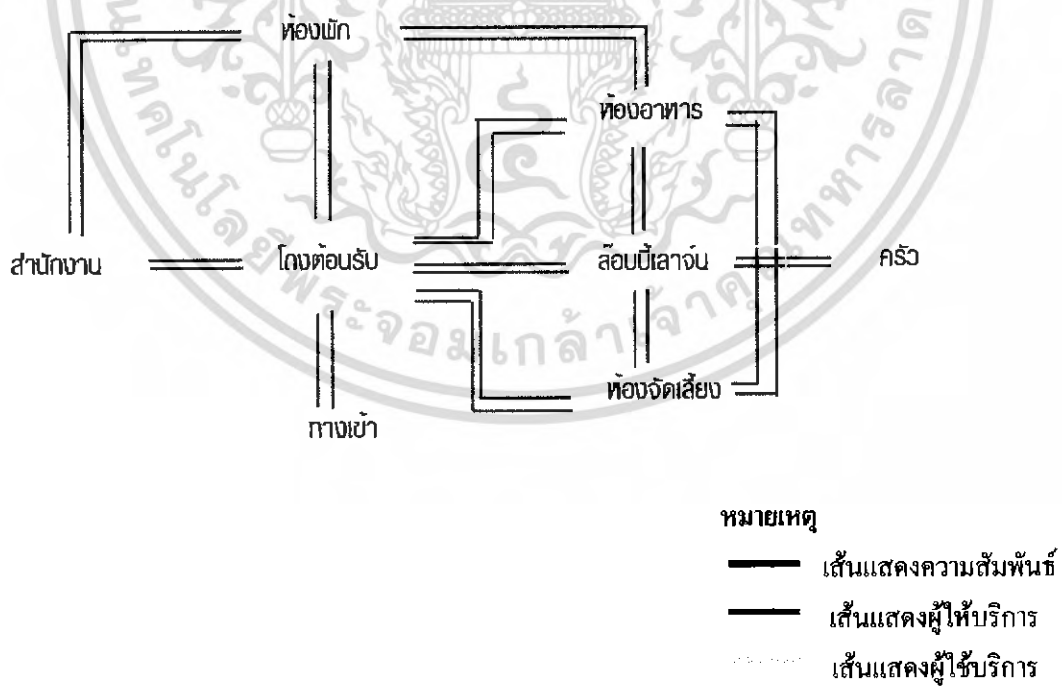 ห้องพัก
ห้องอาหาร
สำนักงาน
โถงต้อนรับ
ล๊อบบี้เลาจ์น
ครัว
ห้องจัดเลี้ยง
ทางเข้า
หมายเหตุ
เส้นแสดงความสัมพันธ์
เส้นแสดงผู้ให้บริการ
เส้นแสดงผู้ใช้บริการ